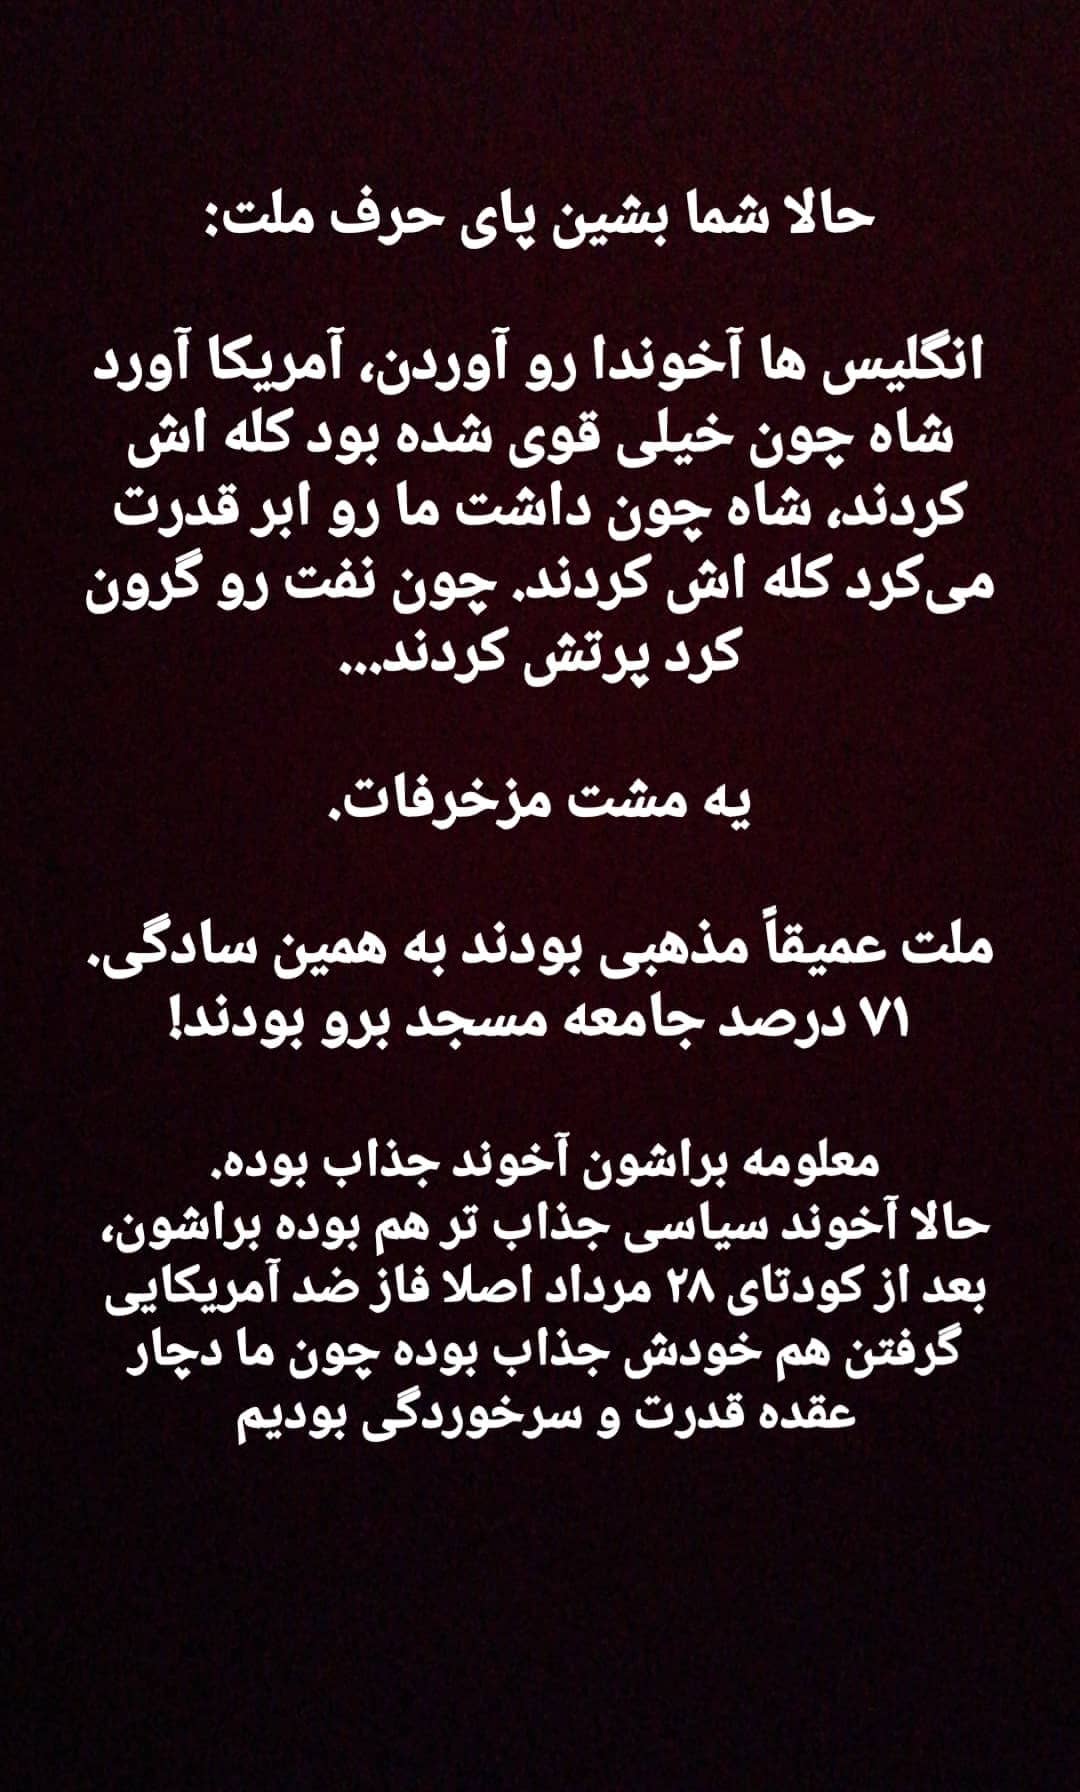 حالا شما بشین پای حرف ملت:
انگلیس ها آخوندا رو آوردن، آمریکا آورد
شاه چون خیلی قوی شده بود کله اش
کردند، شاه چون داشت ما رو ابر قدرت
می‌کرد کله اش کردند. چون نفت رو گرون
کرد پرتش کردند...
یه مشت مزخرفات.
ملت عمیقاً مذهبی بودند به همین سادگی.
۷۱ درصد جامعه مسجد برو بودند!
معلومه براشون آخوند جذاب بوده.
حالا آخوند سیاسی جذاب تر هم بوده براشون،
بعد از کودتای ۲۸ مرداد اصلا فاز ضد آمریکایی
گرفتن هم خودش جذاب بوده چون ما دچار
عقده قدرت و سرخوردگی بودیم